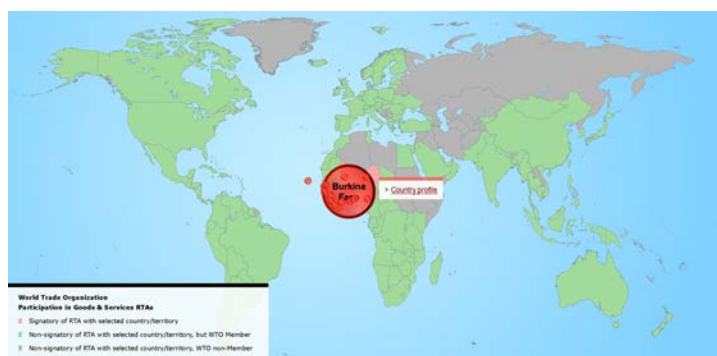 Burkina
Fas
> Country profile
World Trade Organization
Participation in Goods & Services RTAs
Signatory of RTA with selected country/territory
Non-signatory of RTA with selected country/territory, but WTO Member
Non-signatory of RTA with selected country/territory, WTO non-Member